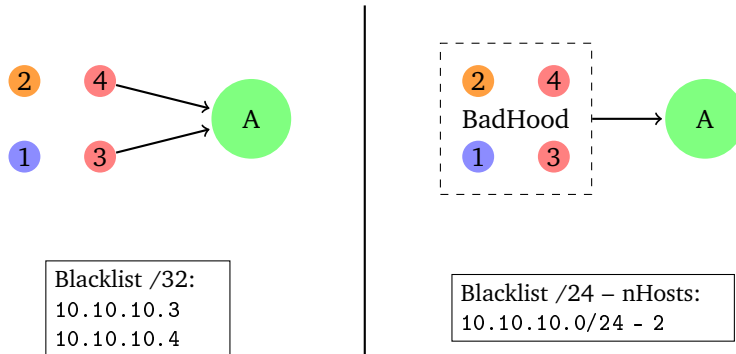 2 4
A
1 3
Blacklist /32:
10.10.10.3
10.10.10.4
2 4
BadHood
A
1 3
Blacklist /24 – nHosts:
10.10.10.0/24 - 2